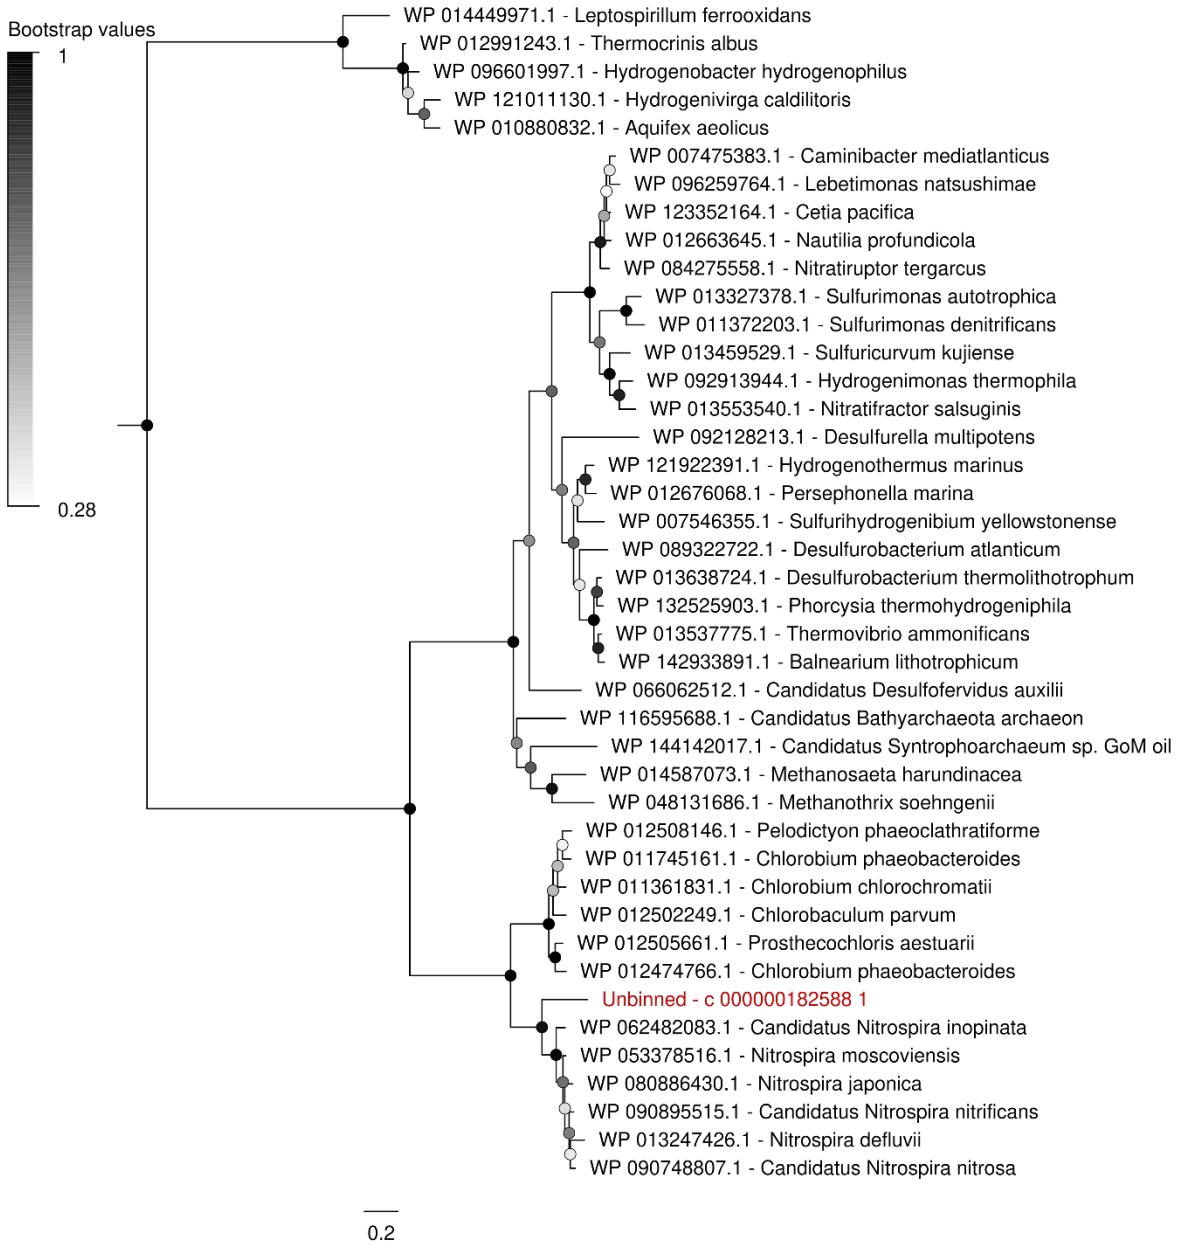 Bootstrap values
1
0.28
WP 014449971.1 - Leptospirillum ferrooxidans
WP 012991243.1 - Thermocrinis albus
WP 096601997.1 - Hydrogenobacter hydrogenophilus
WP 121011130.1 - Hydrogenivirga caldilitoris
WP 010880832.1 - Aquifex aeolicus
WP 007475383.1 - Caminibacter mediatlanticus
WP 096259764.1 - Lebetimonas natsushimae
WP 123352164.1 - Cetia pacifica
WP 012663645.1 - Nautilia profundicola
WP 084275558.1 - Nitratiruptor tergarcus
WP 013327378.1 - Sulfurimonas autotrophica
WP 011372203.1 - Sulfurimonas denitrificans
WP 013459529.1 - Sulfuricurvum kujiense
WP 092913944.1 - Hydrogenimonas thermophila
WP 013553540.1 - Nitratifractor salsuginis
WP 092128213.1 - Desulfurella multipotens
WP 121922391.1 - Hydrogenothermus marinus
WP 012676068.1 - Persephonella marina
WP 007546355.1 - Sulfurihydrogenibium yellowstonense
WP 089322722.1 - Desulfurobacterium atlanticum
WP 013638724.1 - Desulfurobacterium thermolithotrophum
WP 132525903.1 - Phorcysia thermohydrogeniphila
WP 013537775.1 - Thermovibrio ammonificans
WP 142933891.1 - Balnearium lithotrophicum
WP 066062512.1 - Candidatus Desulfofervidus auxilii
WP 116595688.1 - Candidatus Bathyarchaeota archaeon
WP 144142017.1 - Candidatus Syntrophoarchaeum sp. GoM oil
WP 014587073.1 - Methanosaeta harundinacea
WP 048131686.1 - Methanothrix soehngenii
WP 012508146.1 - Pelodictyon phaeoclathratiforme
WP 011745161.1 - Chlorobium phaeobacteroides
WP 011361831.1 - Chlorobium chlorochromatii
WP 012502249.1 - Chlorobaculum parvum
WP 012505661.1 - Prosthecochloris aestuarii
WP 012474766.1 - Chlorobium phaeobacteroides
Unbinned - c 000000182588 1
WP 062482083.1 - Candidatus Nitrospira inopinata
WP 053378516.1 - Nitrospira moscoviensis
WP 080886430.1 - Nitrospira japonica
WP 090895515.1 - Candidatus Nitrospira nitrificans
WP 013247426.1 - Nitrospira defluvii
WP 090748807.1 - Candidatus Nitrospira nitrosa
0.2